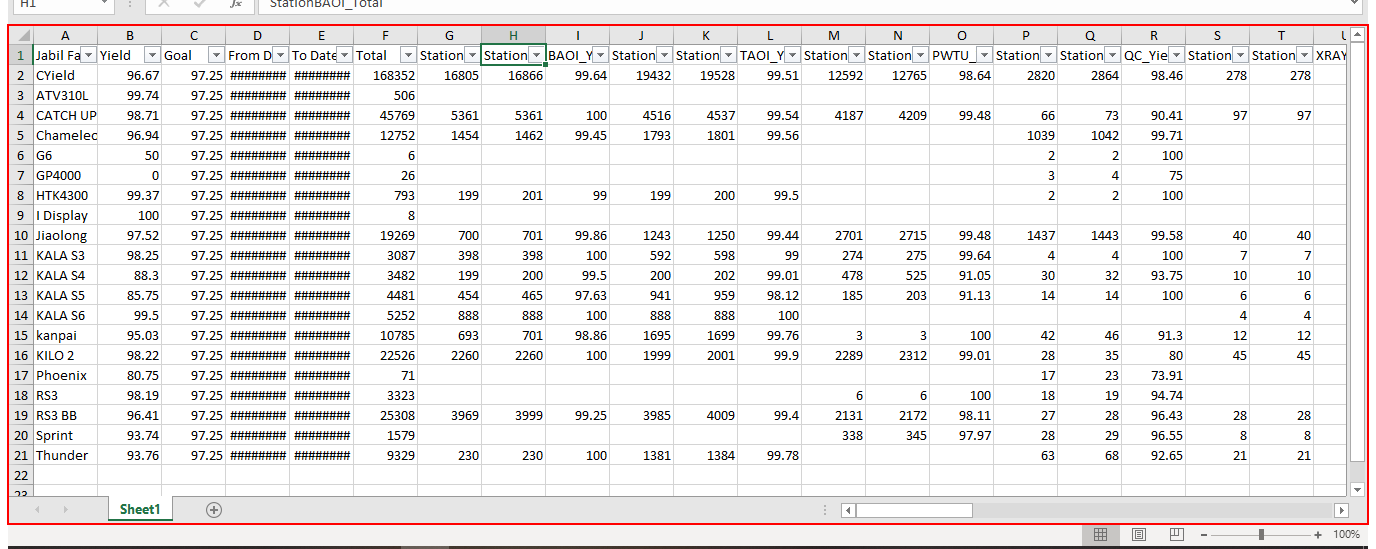 H1 fx StationBAOI_Total
A B C D E F G H I J K L M N O P Q R S T U
1 Jabil Fa Yield Goal From D To Date Total Station Station BAOI_Y Station Station TAOI_Y Station Station PWTU_ Station Station QC_Yie Station Station XRAY
2 CYield 96.67 97.25 ######## ######## 168352 16805 16866 99.64 19432 19528 99.51 12592 12765 98.64 2820 2864 98.46 278 278
3 ATV310L 99.74 97.25 ######## ######## 506
4 CATCH UP 98.71 97.25 ######## ######## 45769 5361 5361 100 4516 4537 99.54 4187 4209 99.48 66 73 90.41 97 97
5 Chamelec 96.94 97.25 ######## ######## 12752 1454 1462 99.45 1793 1801 99.56 1039 1042 99.71
6 G6 50 97.25 ######## ######## 6 2 2 100
7 GP4000 0 97.25 ######## ######## 26 3 4 75
8 HTK4300 99.37 97.25 ######## ######## 793 199 201 99 199 200 99.5 2 2 100
9 I Display 100 97.25 ######## ######## 8
10 Jiaolong 97.52 97.25 ######## ######## 19269 700 701 99.86 1243 1250 99.44 2701 2715 99.48 1437 1443 99.58 40 40
11 KALA S3 98.25 97.25 ######## ######## 3087 398 398 100 592 598 99 274 275 99.64 4 4 100 7 7
12 KALA S4 88.3 97.25 ######## ######## 3482 199 200 99.5 200 202 99.01 478 525 91.05 30 32 93.75 10 10
13 KALA S5 85.75 97.25 ######## ######## 4481 454 465 97.63 941 959 98.12 185 203 91.13 14 14 100 6 6
14 KALA S6 99.5 97.25 ######## ######## 5252 888 888 100 888 888 100 4 4
15 kanpai 95.03 97.25 ######## ######## 10785 693 701 98.86 1695 1699 99.76 3 3 100 42 46 91.3 12 12
16 KILO 2 98.22 97.25 ######## ######## 22526 2260 2260 100 1999 2001 99.9 2289 2312 99.01 28 35 80 45 45
17 Phoenix 80.75 97.25 ######## ######## 71 17 23 73.91
18 RS3 98.19 97.25 ######## ######## 3323 6 6 100 18 19 94.74
19 RS3 BB 96.41 97.25 ######## ######## 25308 3969 3999 99.25 3985 4009 99.4 2131 2172 98.11 27 28 96.43 28 28
20 Sprint 93.74 97.25 ######## ######## 1579 338 345 97.97 28 29 96.55 8 8
21 Thunder 93.76 97.25 ######## ######## 9329 230 230 100 1381 1384 99.78 63 68 92.65 21 21
22
23
Sheet1
100%